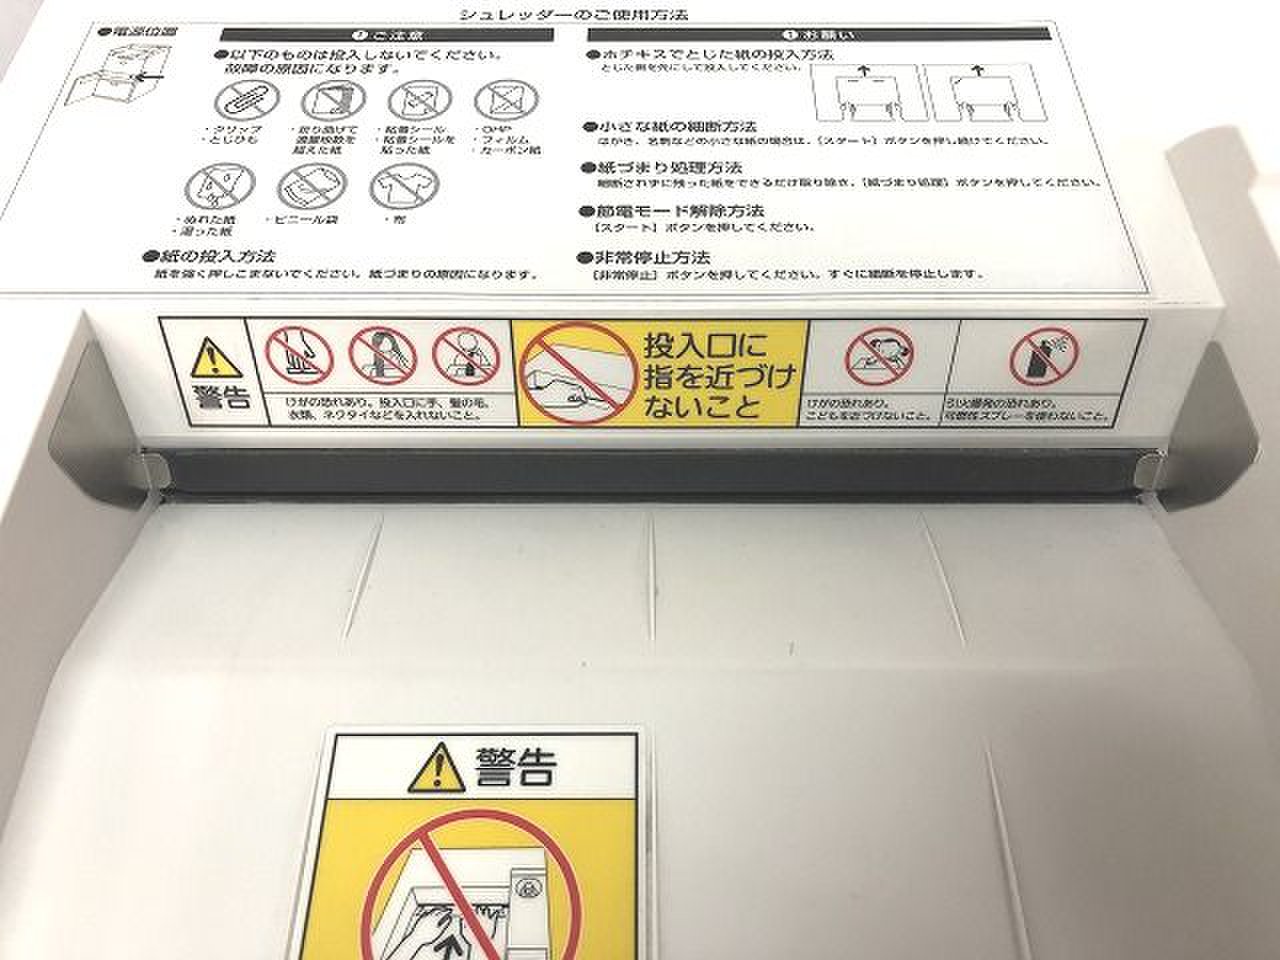 シュレッダーのご使用方法
●電源位置
ご注意
●以下のものは投入しないでください。
故障の原因になります。
・クリップ
・とじひも
・折り曲げて
適量枚数を
超えた紙
・粘着シール
・粘着シールを
貼った紙
・OHP
・フィルム
・カーボン紙
・ぬれた紙
・湿った紙
・ビニール袋
・布
●紙の投入方法
紙を強く押しこまないでください。紙づまりの原因になります。
お願い
●ホチキスでとじた紙の投入方法
とじた側を先にして投入してください。
●小さな紙の細断方法
はがき、名刺などの小さな紙の場合は、[スタート] ボタンを押し続けてください。
●紙づまり処理方法
細断されずに残った紙をできるだけ取り除き、[紙づまり処理] ボタンを押してください。
●節電モード解除方法
[スタート] ボタンを押してください。
●非常停止方法
[非常停止] ボタンを押してください。すぐに細断を停止します。
警告
けがの恐れあり。投入口に手、髪の毛、
衣類、ネクタイなどを入れないこと。
投入口に
指を近づけ
ないこと
けがの恐れあり。
こどもを近づけないこと。
引火爆発の恐れあり。
可燃性スプレーを使わないこと。
警告